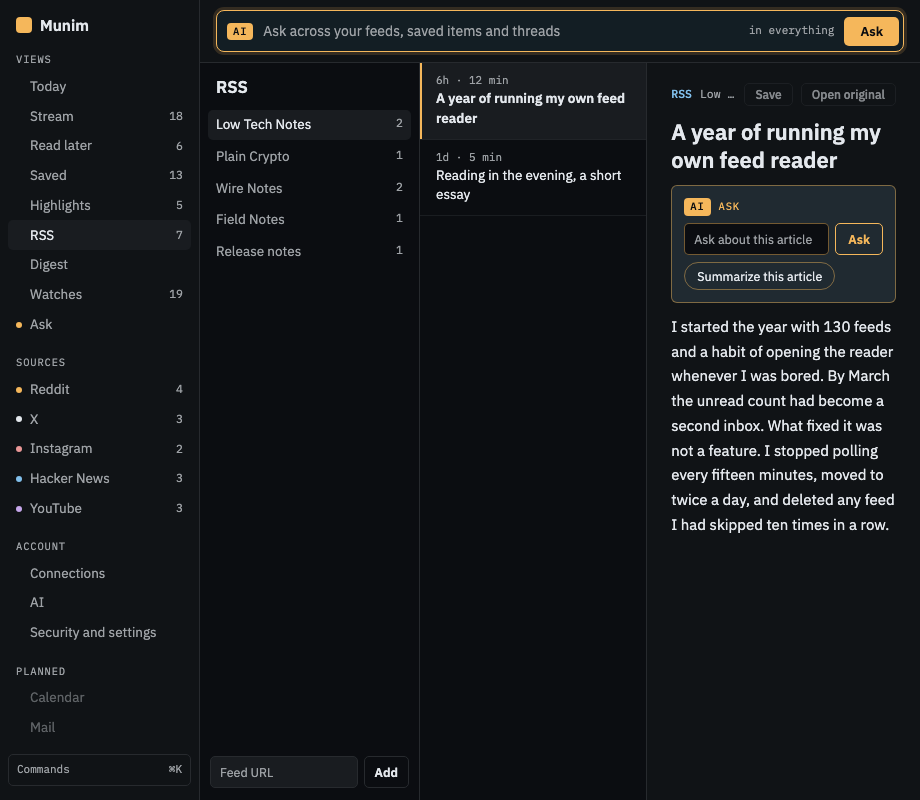 Munim
VIEWS
Today
Stream 18
Read later 6
Saved 13
Highlights 5
RSS 7
Digest
Watches 19
Ask
SOURCES
Reddit 4
X 3
Instagram 2
Hacker News 3
YouTube 3
ACCOUNT
Connections
AI
Security and settings
PLANNED
Calendar
Mail
Commands ⌘K
AI Ask across your feeds, saved items and threads in everything Ask
RSS
Low Tech Notes 2
Plain Crypto 1
Wire Notes 2
Field Notes 1
Release notes 1
Feed URL Add
6h · 12 min
A year of running my own feed
reader
1d · 5 min
Reading in the evening, a short
essay
RSS Low … Save Open original
A year of running my
own feed reader
AI ASK
Ask about this article Ask
Summarize this article
I started the year with 130 feeds
and a habit of opening the reader
whenever I was bored. By March
the unread count had become a
second inbox. What fixed it was
not a feature. I stopped polling
every fifteen minutes, moved to
twice a day, and deleted any feed
I had skipped ten times in a row.